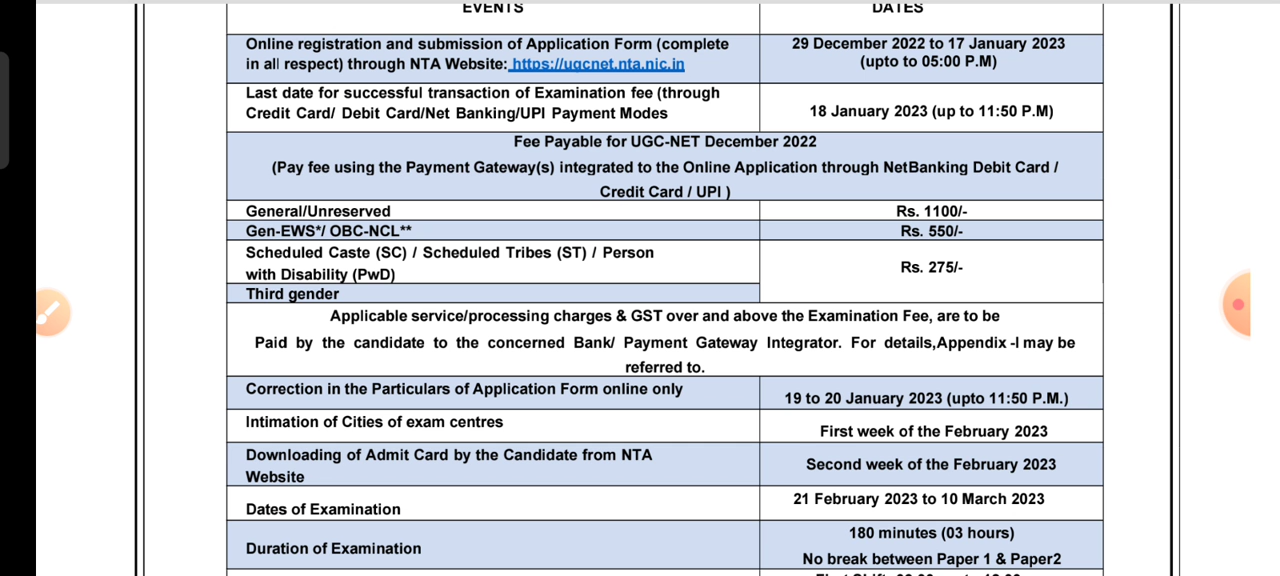 EVENTS DATES
Online registration and submission of Application Form (complete
in all respect) through NTA Website: https://ugcnet.nta.nic.in
29 December 2022 to 17 January 2023
(upto to 05:00 P.M)
Last date for successful transaction of Examination fee (through
Credit Card/ Debit Card/Net Banking/UPI Payment Modes
18 January 2023 (up to 11:50 P.M)
Fee Payable for UGC-NET December 2022
(Pay fee using the Payment Gateway(s) integrated to the Online Application through NetBanking Debit Card /
Credit Card / UPI )
General/Unreserved Rs. 1100/-
Gen-EWS*/ OBC-NCL** Rs. 550/-
Scheduled Caste (SC) / Scheduled Tribes (ST) / Person
with Disability (PwD)
Rs. 275/-
Third gender
Applicable service/processing charges & GST over and above the Examination Fee, are to be
Paid by the candidate to the concerned Bank/ Payment Gateway Integrator. For details,Appendix -I may be
referred to.
Correction in the Particulars of Application Form online only
19 to 20 January 2023 (upto 11:50 P.M.)
Intimation of Cities of exam centres
First week of the February 2023
Downloading of Admit Card by the Candidate from NTA
Website
Second week of the February 2023
Dates of Examination
21 February 2023 to 10 March 2023
Duration of Examination
180 minutes (03 hours)
No break between Paper 1 & Paper2